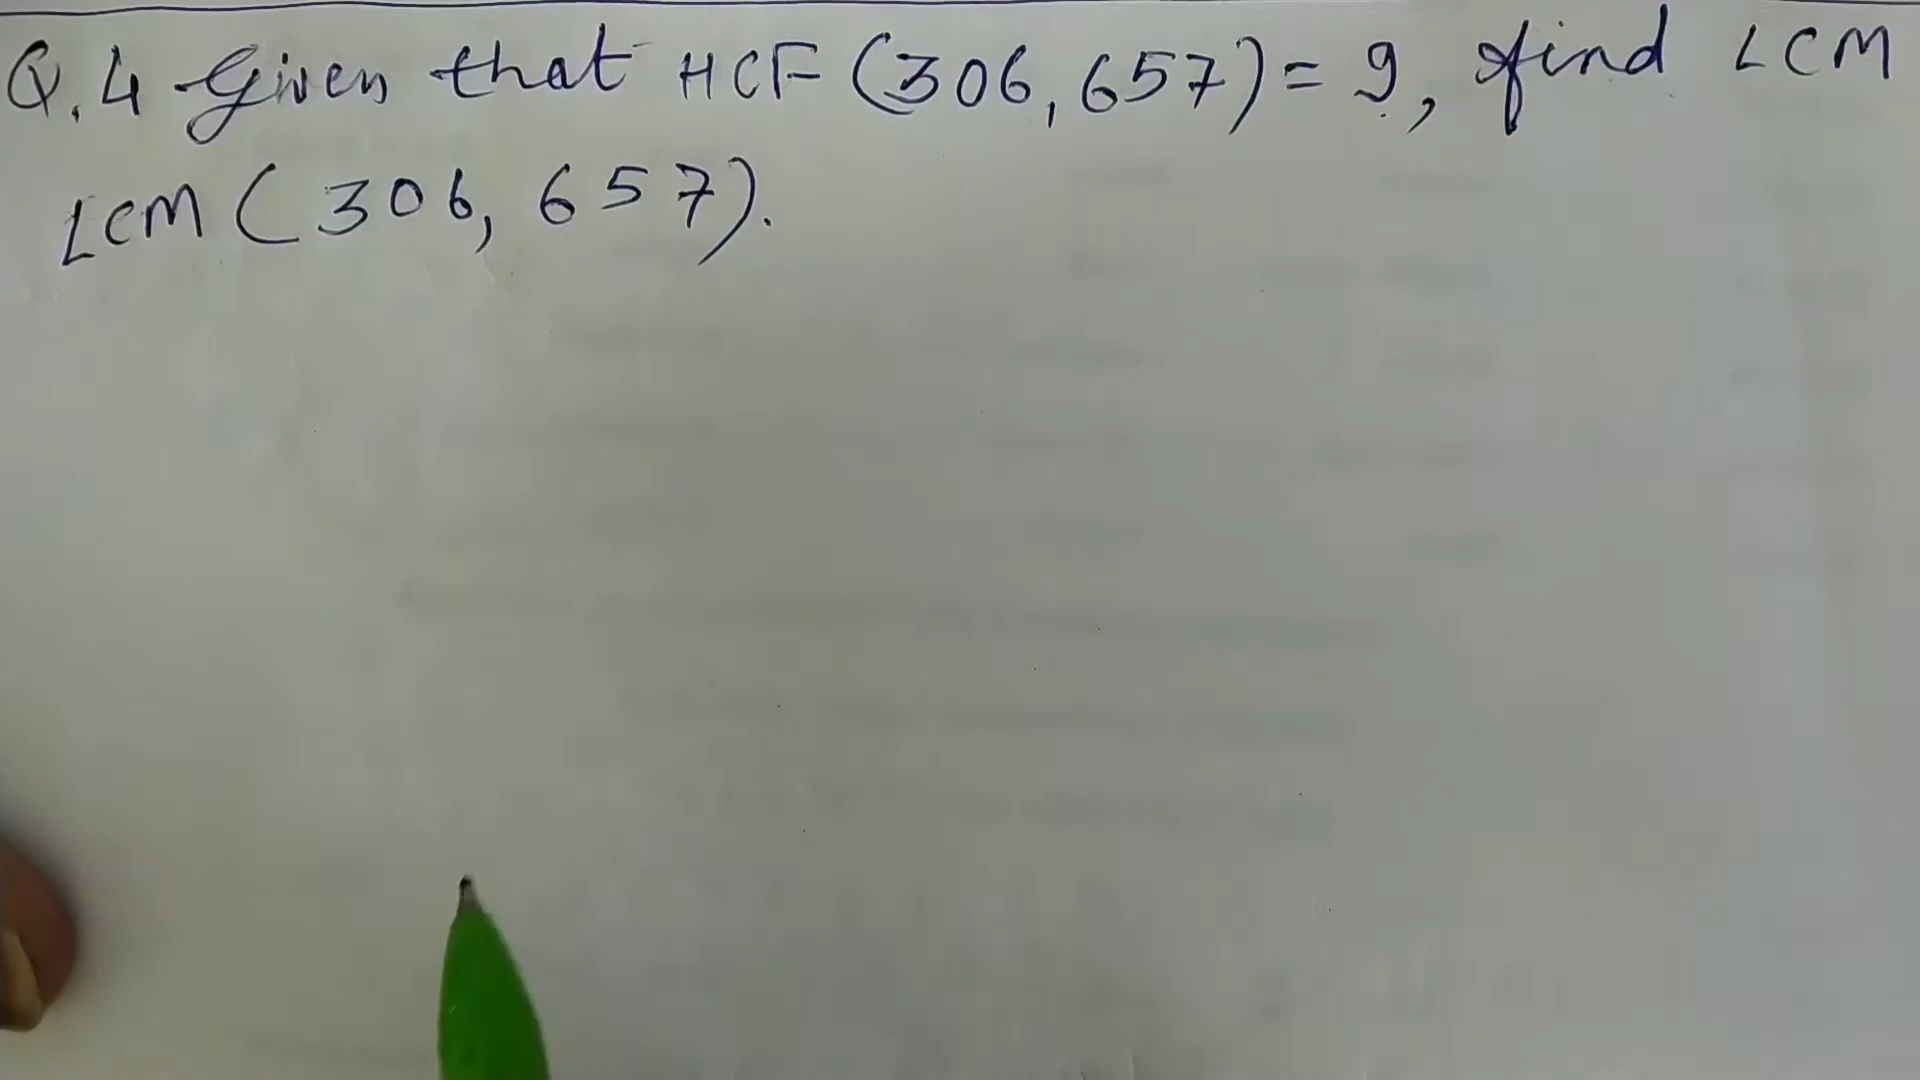 Q.4 Given that HCF (306, 657) = 9, find LCM
LCM (306, 657).